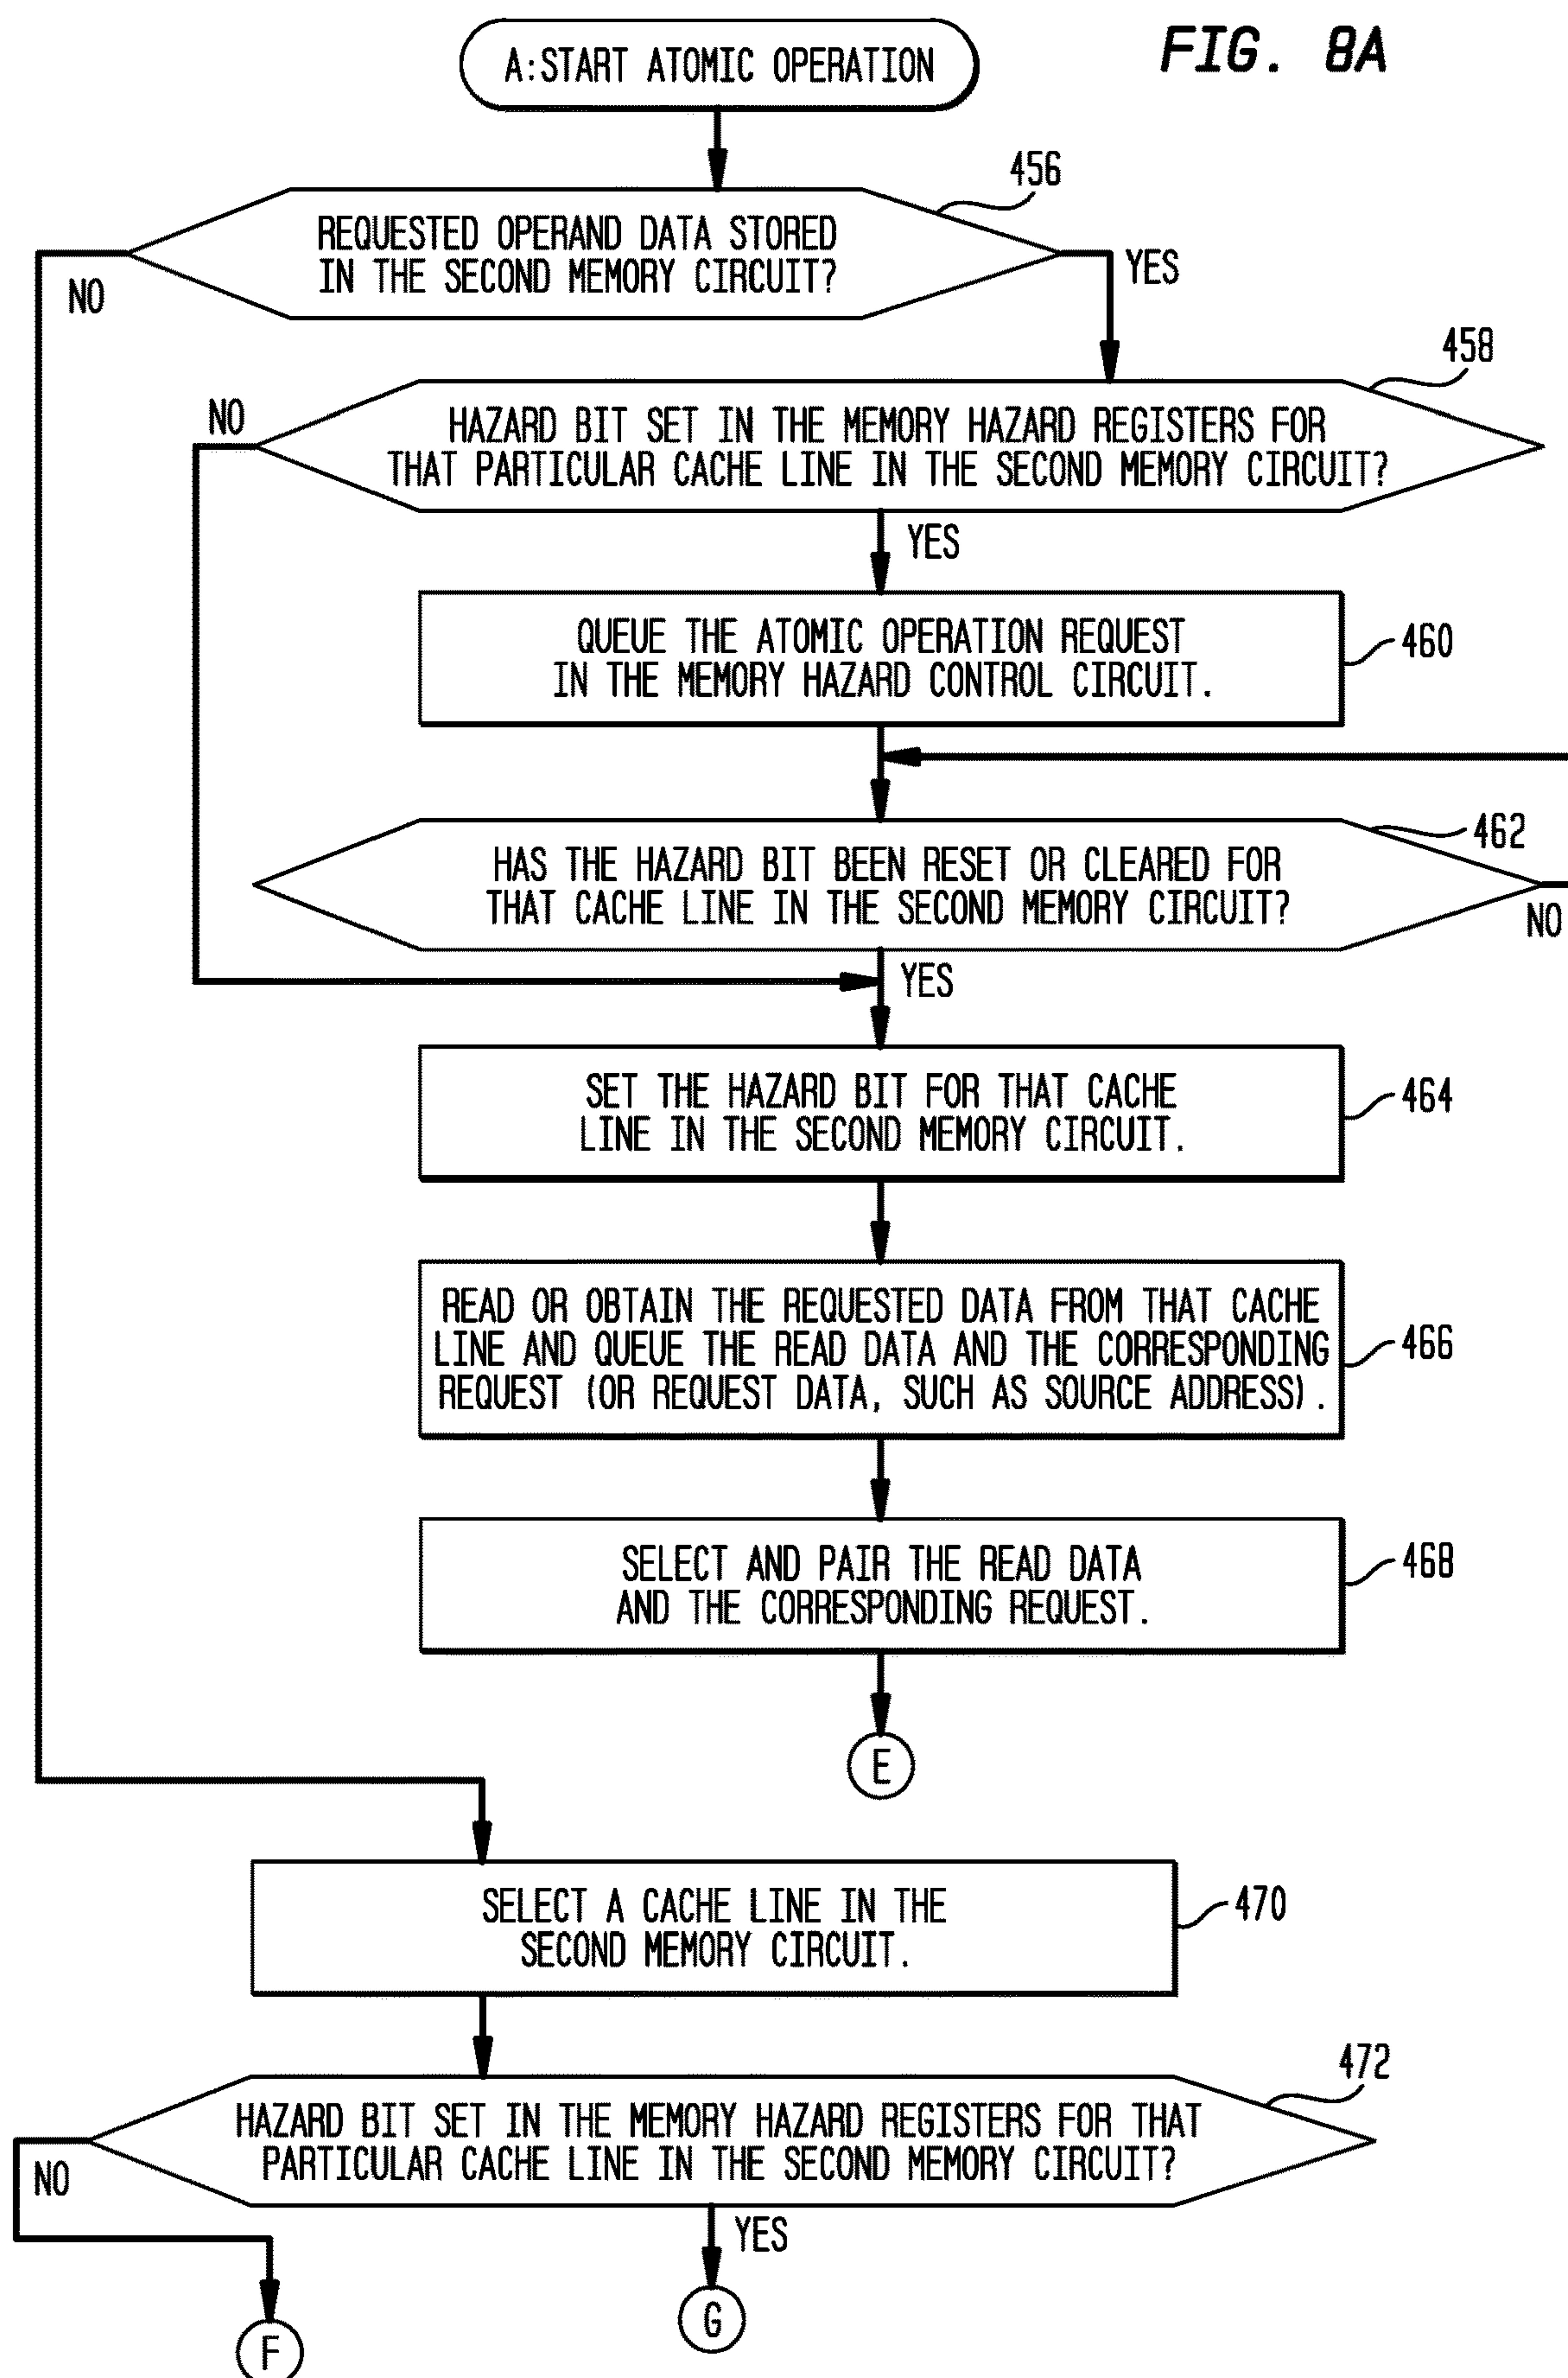 FIG. 8A
A:START ATOMIC OPERATION
456
REQUESTED OPERAND DATA STORED
IN THE SECOND MEMORY CIRCUIT?
NO
YES
458
HAZARD BIT SET IN THE MEMORY HAZARD REGISTERS FOR
THAT PARTICULAR CACHE LINE IN THE SECOND MEMORY CIRCUIT?
NO
YES
QUEUE THE ATOMIC OPERATION REQUEST
IN THE MEMORY HAZARD CONTROL CIRCUIT.
460
462
HAS THE HAZARD BIT BEEN RESET OR CLEARED FOR
THAT CACHE LINE IN THE SECOND MEMORY CIRCUIT?
NO
YES
SET THE HAZARD BIT FOR THAT CACHE
LINE IN THE SECOND MEMORY CIRCUIT.
464
READ OR OBTAIN THE REQUESTED DATA FROM THAT CACHE
LINE AND QUEUE THE READ DATA AND THE CORRESPONDING
REQUEST (OR REQUEST DATA, SUCH AS SOURCE ADDRESS).
466
SELECT AND PAIR THE READ DATA
AND THE CORRESPONDING REQUEST.
468
E
SELECT A CACHE LINE IN THE
SECOND MEMORY CIRCUIT.
470
472
HAZARD BIT SET IN THE MEMORY HAZARD REGISTERS FOR THAT
PARTICULAR CACHE LINE IN THE SECOND MEMORY CIRCUIT?
NO
YES
G
F